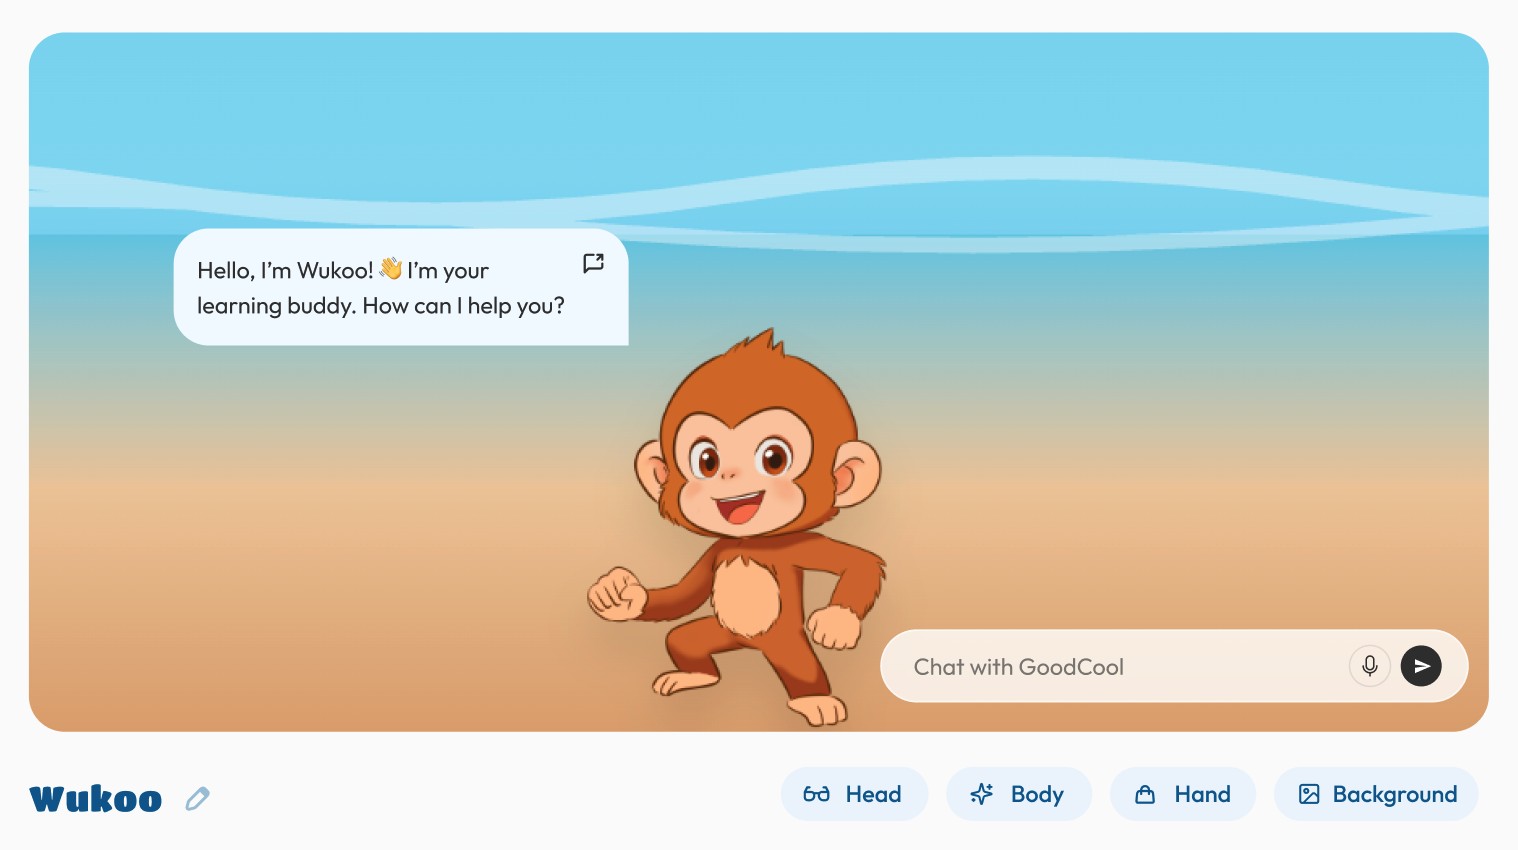 Hello, I’m Wukoo! 👋 I’m your
learning buddy. How can I help you?
Chat with GoodCool
Wukoo
Head
Body
Hand
Background